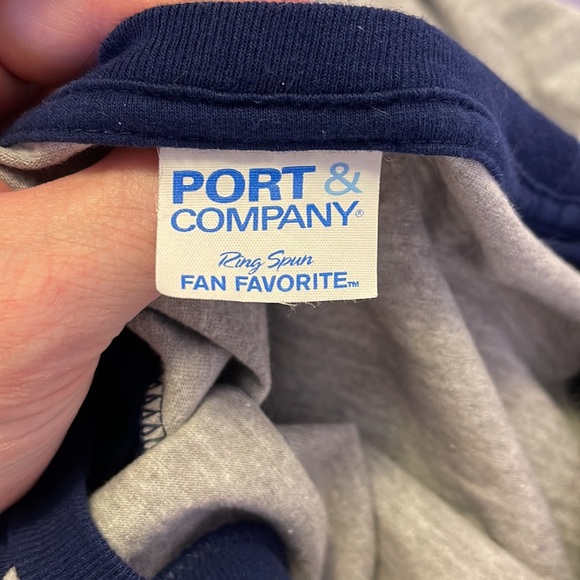 PORT &
COMPANY®
Ring Spun
FAN FAVORITE™